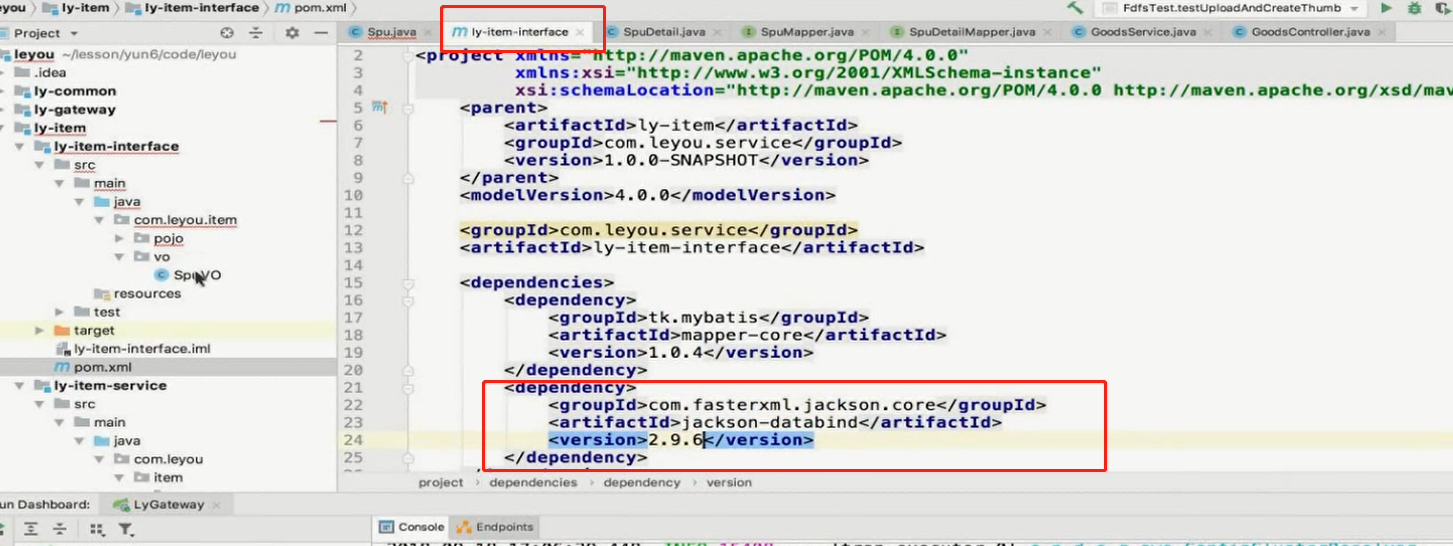 eyou ly-item ly-item-interface pom.xml FdfsTest.testUploadAndCreateThumb
Project Spu.java ly-item-interface SpuDetail.java SpuMapper.java SpuDetailMapper.java GoodsService.java GoodsController.java
leyou ~/lesson/yun6/code/leyou
.idea
ly-common
ly-gateway
ly-item
ly-item-interface
src
main
java
com.leyou.item
pojo
vo
resources
test
target
ly-item-interface.iml
pom.xml
ly-item-service
src
main
java
com.leyou
item
2 <project xmlns="http://maven.apache.org/POM/4.0.0"
3 xmlns:xsi="http://www.w3.org/2001/XMLSchema-instance"
4 xsi:schemaLocation="http://maven.apache.org/POM/4.0.0 http://maven.apache.org/xsd/mav
5 <parent>
6 <artifactId>ly-item</artifactId>
7 <groupId>com.leyou.service</groupId>
8 <version>1.0.0-SNAPSHOT</version>
9 </parent>
10 <modelVersion>4.0.0</modelVersion>
11
12 <groupId>com.leyou.service</groupId>
13 <artifactId>ly-item-interface</artifactId>
14
15 <dependencies>
16 <dependency>
17 <groupId>tk.mybatis</groupId>
18 <artifactId>mapper-core</artifactId>
19 <version>1.0.4</version>
20 </dependency>
21 <dependency>
22 <groupId>com.fasterxml.jackson.core</groupId>
23 <artifactId>jackson-databind</artifactId>
24 <version>2.9.6</version>
25 </dependency>
project › dependencies › dependency › version
un Dashboard: LyGateway
Console Endpoints